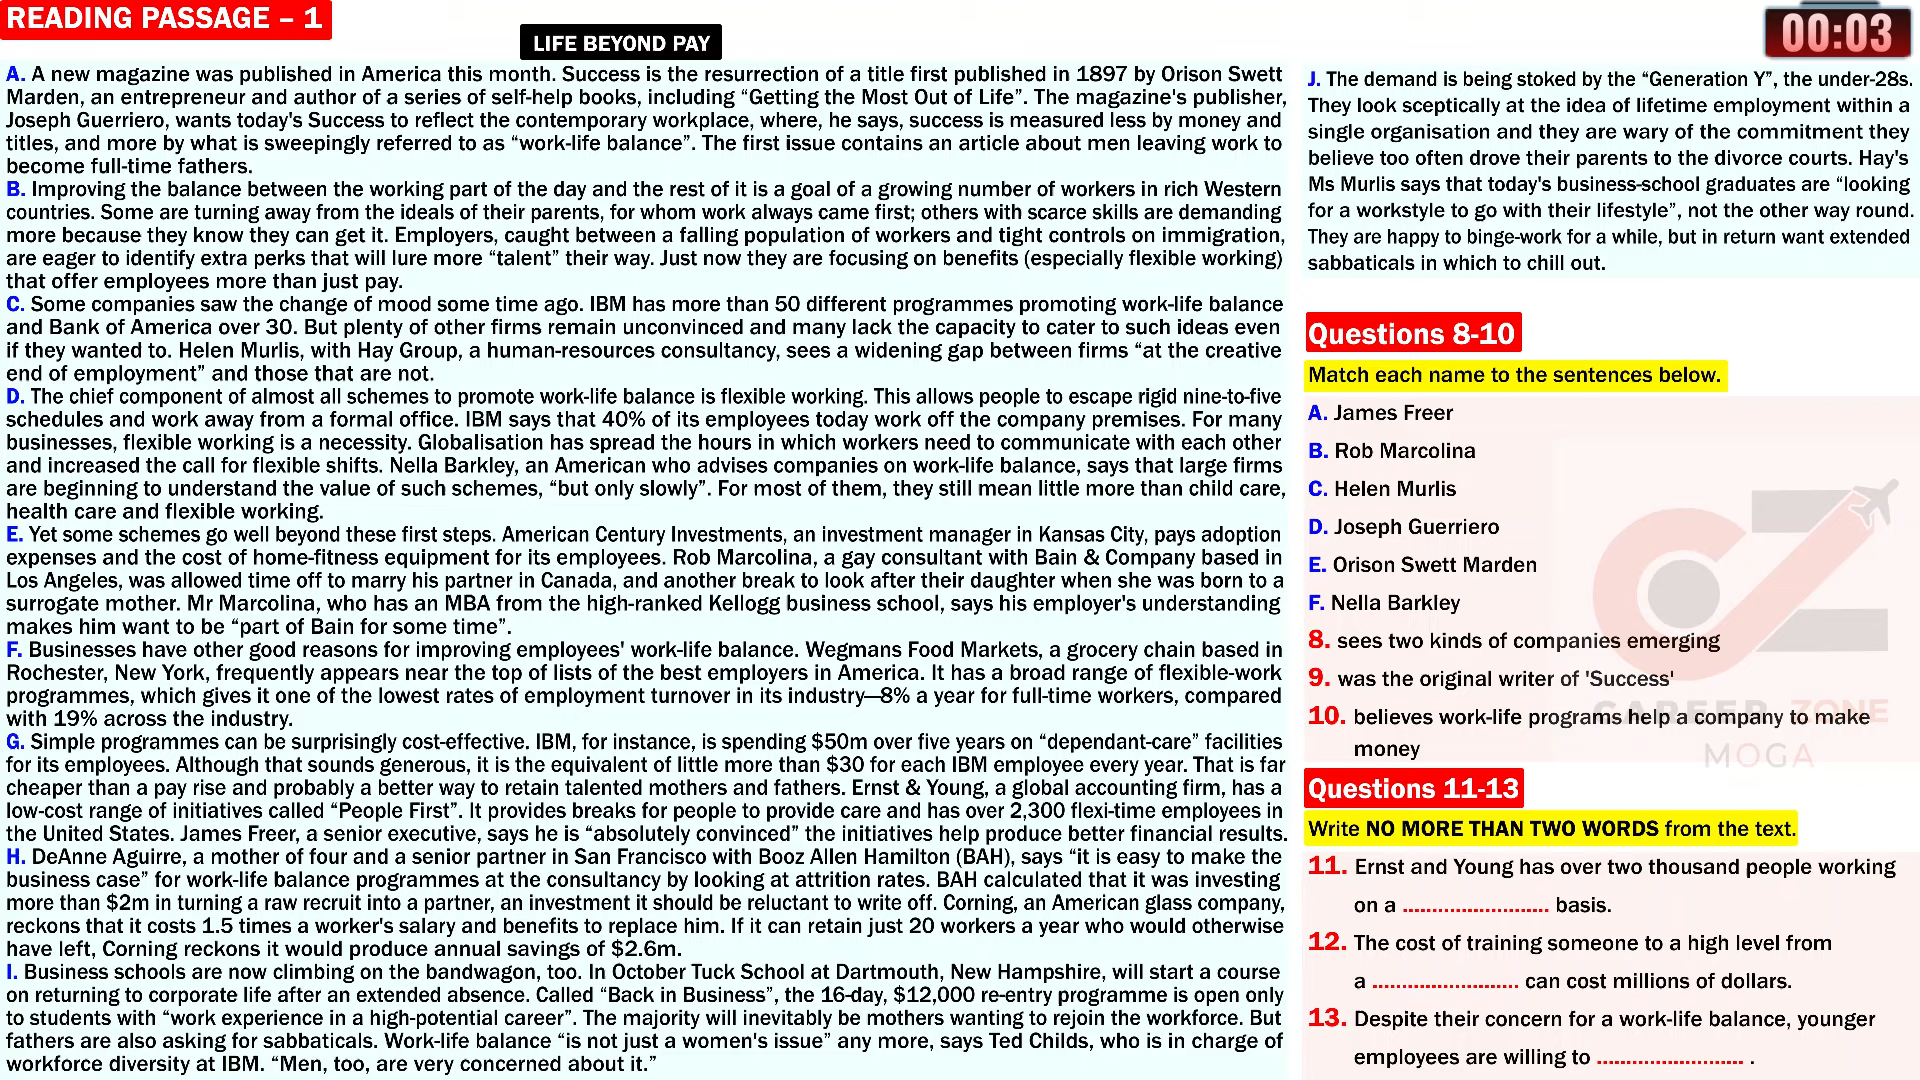 READING PASSAGE – 1
LIFE BEYOND PAY
00:03
A. A new magazine was published in America this month. Success is the resurrection of a title first published in 1897 by Orison Swett
Marden, an entrepreneur and author of a series of self-help books, including “Getting the Most Out of Life”. The magazine's publisher,
Joseph Guerriero, wants today's Success to reflect the contemporary workplace, where, he says, success is measured less by money and
titles, and more by what is sweepingly referred to as “work-life balance”. The first issue contains an article about men leaving work to
become full-time fathers.
B. Improving the balance between the working part of the day and the rest of it is a goal of a growing number of workers in rich Western
countries. Some are turning away from the ideals of their parents, for whom work always came first; others with scarce skills are demanding
more because they know they can get it. Employers, caught between a falling population of workers and tight controls on immigration,
are eager to identify extra perks that will lure more “talent” their way. Just now they are focusing on benefits (especially flexible working)
that offer employees more than just pay.
C. Some companies saw the change of mood some time ago. IBM has more than 50 different programmes promoting work-life balance
and Bank of America over 30. But plenty of other firms remain unconvinced and many lack the capacity to cater to such ideas even
if they wanted to. Helen Murlis, with Hay Group, a human-resources consultancy, sees a widening gap between firms “at the creative
end of employment” and those that are not.
D. The chief component of almost all schemes to promote work-life balance is flexible working. This allows people to escape rigid nine-to-five
schedules and work away from a formal office. IBM says that 40% of its employees today work off the company premises. For many
businesses, flexible working is a necessity. Globalisation has spread the hours in which workers need to communicate with each other
and increased the call for flexible shifts. Nella Barkley, an American who advises companies on work-life balance, says that large firms
are beginning to understand the value of such schemes, “but only slowly”. For most of them, they still mean little more than child care,
health care and flexible working.
E. Yet some schemes go well beyond these first steps. American Century Investments, an investment manager in Kansas City, pays adoption
expenses and the cost of home-fitness equipment for its employees. Rob Marcolina, a gay consultant with Bain & Company based in
Los Angeles, was allowed time off to marry his partner in Canada, and another break to look after their daughter when she was born to a
surrogate mother. Mr Marcolina, who has an MBA from the high-ranked Kellogg business school, says his employer's understanding
makes him want to be “part of Bain for some time”.
F. Businesses have other good reasons for improving employees' work-life balance. Wegmans Food Markets, a grocery chain based in
Rochester, New York, frequently appears near the top of lists of the best employers in America. It has a broad range of flexible-work
programmes, which gives it one of the lowest rates of employment turnover in its industry—8% a year for full-time workers, compared
with 19% across the industry.
G. Simple programmes can be surprisingly cost-effective. IBM, for instance, is spending $50m over five years on “dependant-care” facilities
for its employees. Although that sounds generous, it is the equivalent of little more than $30 for each IBM employee every year. That is far
cheaper than a pay rise and probably a better way to retain talented mothers and fathers. Ernst & Young, a global accounting firm, has a
low-cost range of initiatives called “People First”. It provides breaks for people to provide care and has over 2,300 flexi-time employees in
the United States. James Freer, a senior executive, says he is “absolutely convinced” the initiatives help produce better financial results.
H. DeAnne Aguirre, a mother of four and a senior partner in San Francisco with Booz Allen Hamilton (BAH), says “it is easy to make the
business case” for work-life balance programmes at the consultancy by looking at attrition rates. BAH calculated that it was investing
more than $2m in turning a raw recruit into a partner, an investment it should be reluctant to write off. Corning, an American glass company,
reckons that it costs 1.5 times a worker's salary and benefits to replace him. If it can retain just 20 workers a year who would otherwise
have left, Corning reckons it would produce annual savings of $2.6m.
I. Business schools are now climbing on the bandwagon, too. In October Tuck School at Dartmouth, New Hampshire, will start a course
on returning to corporate life after an extended absence. Called “Back in Business”, the 16-day, $12,000 re-entry programme is open only
to students with “work experience in a high-potential career”. The majority will inevitably be mothers wanting to rejoin the workforce. But
fathers are also asking for sabbaticals. Work-life balance “is not just a women's issue” any more, says Ted Childs, who is in charge of
workforce diversity at IBM. “Men, too, are very concerned about it.”
J. The demand is being stoked by the “Generation Y”, the under-28s.
They look sceptically at the idea of lifetime employment within a
single organisation and they are wary of the commitment they
believe too often drove their parents to the divorce courts. Hay's
Ms Murlis says that today's business-school graduates are “looking
for a workstyle to go with their lifestyle”, not the other way round.
They are happy to binge-work for a while, but in return want extended
sabbaticals in which to chill out.
Questions 8-10
Match each name to the sentences below.
A. James Freer
B. Rob Marcolina
C. Helen Murlis
D. Joseph Guerriero
E. Orison Swett Marden
F. Nella Barkley
8. sees two kinds of companies emerging
9. was the original writer of 'Success'
10. believes work-life programs help a company to make
money
CAREER ZONE
MOGA
Questions 11-13
Write NO MORE THAN TWO WORDS from the text.
11. Ernst and Young has over two thousand people working
on a ......................... basis.
12. The cost of training someone to a high level from
a ......................... can cost millions of dollars.
13. Despite their concern for a work-life balance, younger
employees are willing to ......................... .